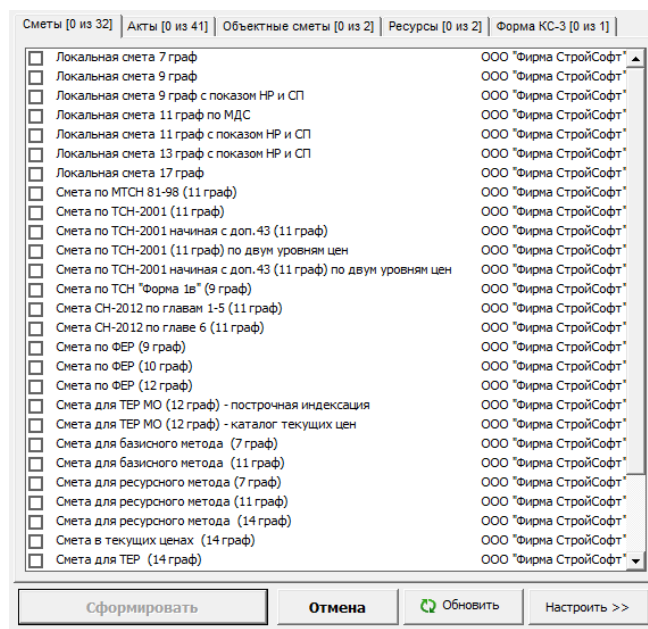 Сметы [0 из 32] Акты [0 из 41] Объектные сметы [0 из 2] Ресурсы [0 из 2] Форма КС-3 [0 из 1]
Локальная смета 7 граф ООО "Фирма СтройСофт"
Локальная смета 9 граф ООО "Фирма СтройСофт"
Локальная смета 9 граф с показом НР и СП ООО "Фирма СтройСофт"
Локальная смета 11 граф по МДС ООО "Фирма СтройСофт"
Локальная смета 11 граф с показом НР и СП ООО "Фирма СтройСофт"
Локальная смета 13 граф с показом НР и СП ООО "Фирма СтройСофт"
Локальная смета 17 граф ООО "Фирма СтройСофт"
Смета по МТСН 81-98 (11 граф) ООО "Фирма СтройСофт"
Смета по ТСН-2001 (11 граф) ООО "Фирма СтройСофт"
Смета по ТСН-2001 начиная с доп.43 (11 граф) ООО "Фирма СтройСофт"
Смета по ТСН-2001 (11 граф) по двум уровням цен ООО "Фирма СтройСофт"
Смета по ТСН-2001 начиная с доп.43 (11 граф) по двум уровням цен ООО "Фирма СтройСофт"
Смета по ТСН "Форма 1в" (9 граф) ООО "Фирма СтройСофт"
Смета СН-2012 по главам 1-5 (11 граф) ООО "Фирма СтройСофт"
Смета СН-2012 по главе 6 (11 граф) ООО "Фирма СтройСофт"
Смета по ФЕР (9 граф) ООО "Фирма СтройСофт"
Смета по ФЕР (10 граф) ООО "Фирма СтройСофт"
Смета по ФЕР (12 граф) ООО "Фирма СтройСофт"
Смета для ТЕР МО (12 граф) - построчная индексация ООО "Фирма СтройСофт"
Смета для ТЕР МО (12 граф) - каталог текущих цен ООО "Фирма СтройСофт"
Смета для базисного метода (7 граф) ООО "Фирма СтройСофт"
Смета для базисного метода (11 граф) ООО "Фирма СтройСофт"
Смета для ресурсного метода (7 граф) ООО "Фирма СтройСофт"
Смета для ресурсного метода (11 граф) ООО "Фирма СтройСофт"
Смета для ресурсного метода (14 граф) ООО "Фирма СтройСофт"
Смета в текущих ценах (14 граф) ООО "Фирма СтройСофт"
Смета для ТЕР (14 граф) ООО "Фирма СтройСофт"
Сформировать Отмена Обновить Настроить >>